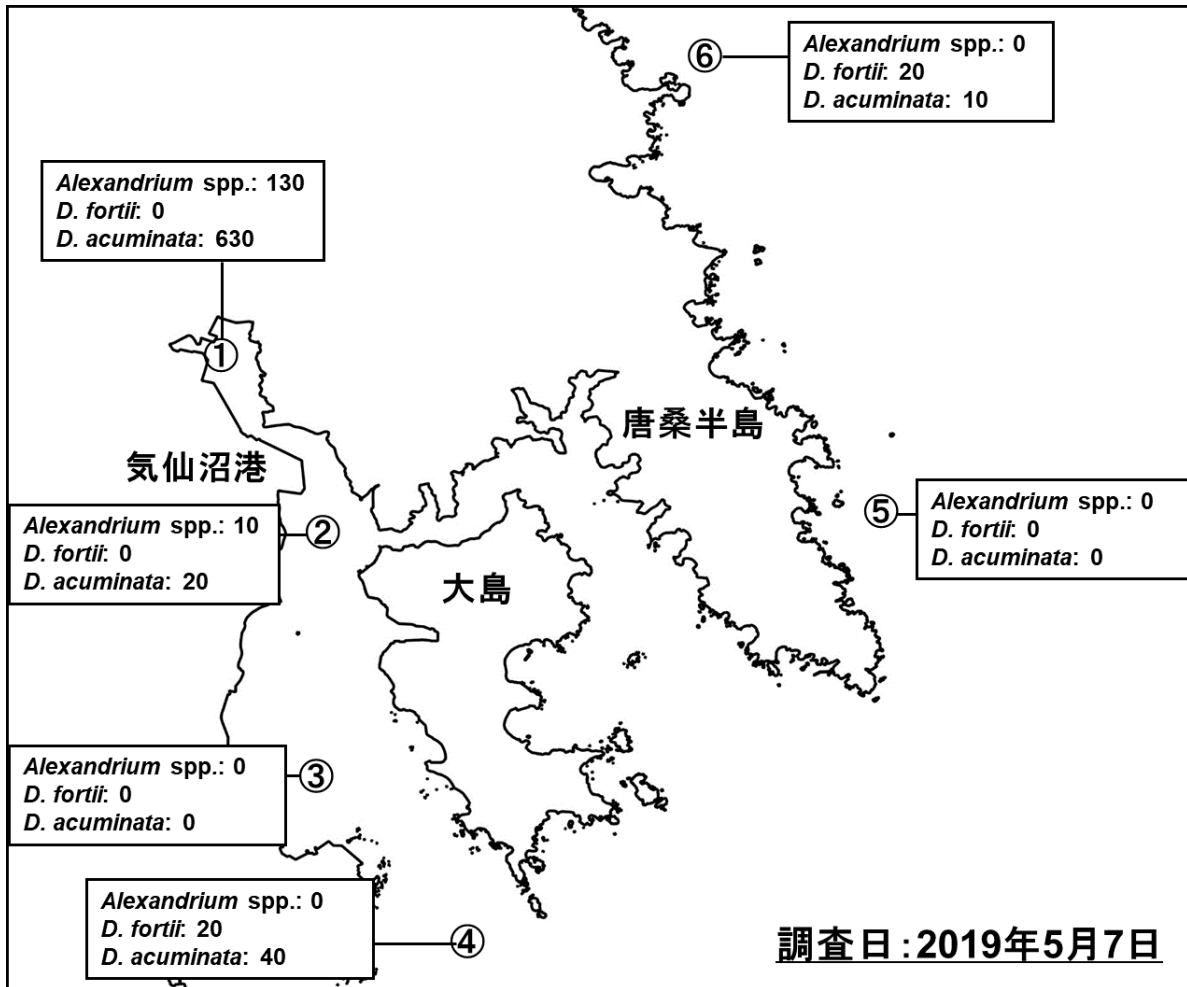 ⑥
Alexandrium spp.: 0
D. fortii: 20
D. acuminata: 10
Alexandrium spp.: 130
D. fortii: 0
D. acuminata: 630
①
唐桑半島
気仙沼港
②
Alexandrium spp.: 10
D. fortii: 0
D. acuminata: 20
⑤
Alexandrium spp.: 0
D. fortii: 0
D. acuminata: 0
大島
Alexandrium spp.: 0
D. fortii: 0
D. acuminata: 0
③
Alexandrium spp.: 0
D. fortii: 20
D. acuminata: 40
④
調査日:2019年5月7日